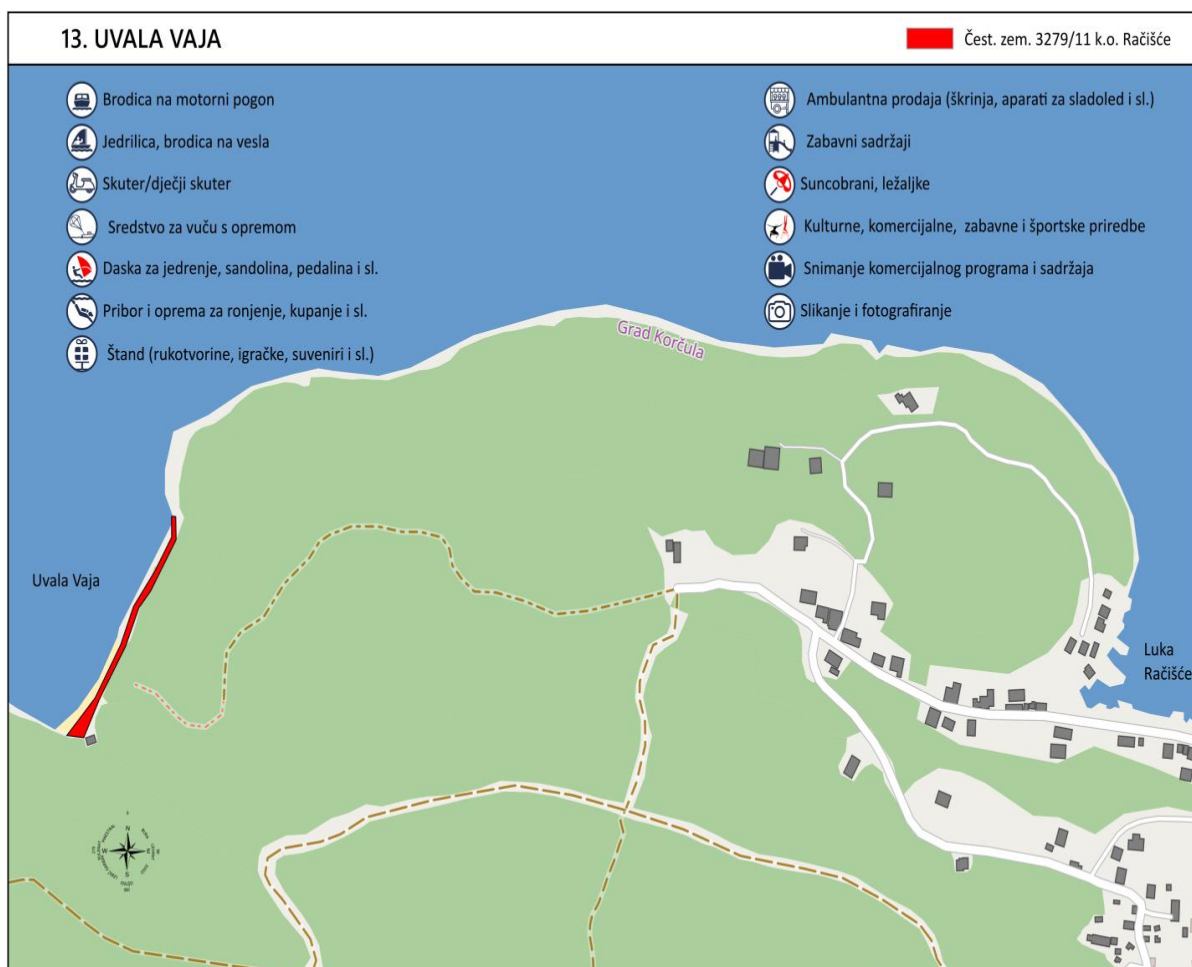 13. UVALA VAJA
Čest. zem. 3279/11 k.o. Račišće
Brodica na motorni pogon
Jedrilica, brodica na vesla
Skuter/dječji skuter
Sredstvo za vuču s opremom
Daska za jedrenje, sandolina, pedalina i sl.
Pribor i oprema za ronjenje, kupanje i sl.
Štand (rukotvorine, igračke, suveniri i sl.)
Ambulantna prodaja (škrinja, aparati za sladoled i sl.)
Zabavni sadržaji
Suncobrani, ležaljke
Kulturne, komercijalne, zabavne i športske priredbe
Snimanje komercijalnog programa i sadržaja
Slikanje i fotografiranje
Grad Korčula
Uvala Vaja
Luka
Račišće
N
W
S